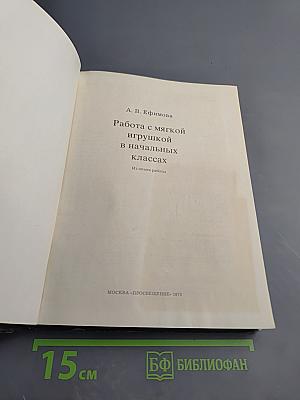 А. В. Ефимова
Работа с мягкой
игрушкой
в начальных
классах
Из опыта работы
МОСКВА «ПРОСВЕЩЕНИЕ» 1978
15 см
БФ БИБЛИОФАН